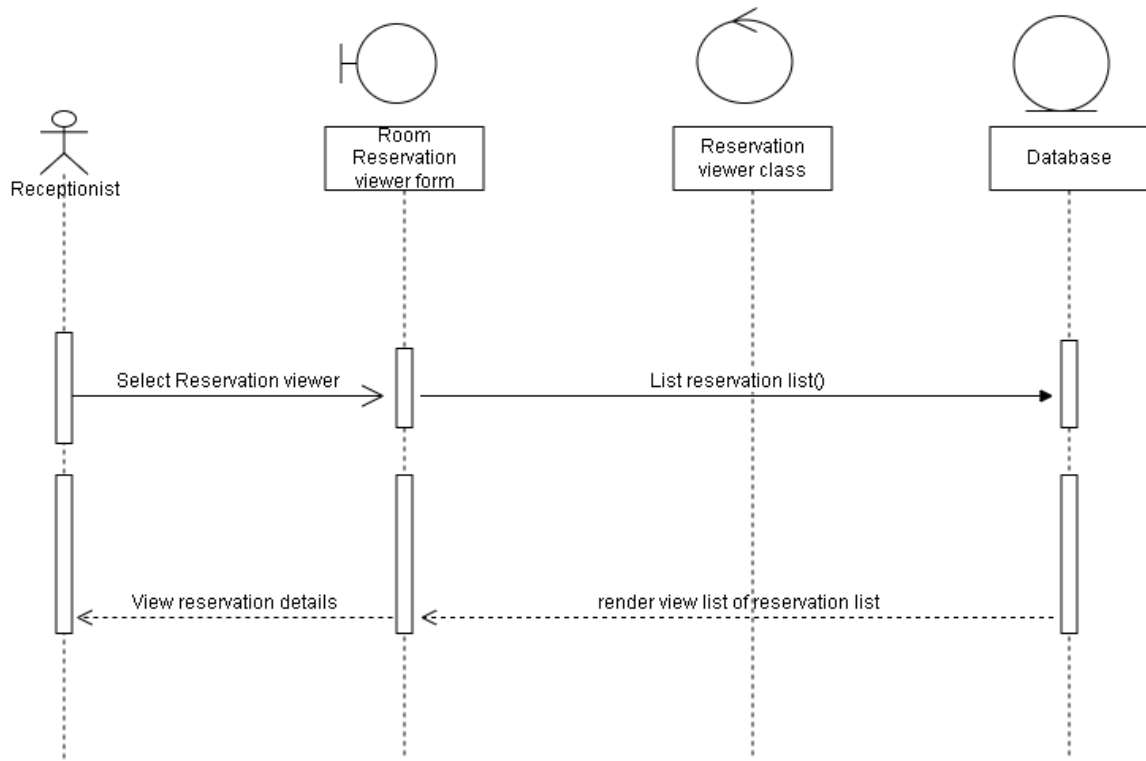 Receptionist
Room
Reservation
viewer form
Reservation
viewer class
Database
Select Reservation viewer
List reservation list()
View reservation details
render view list of reservation list